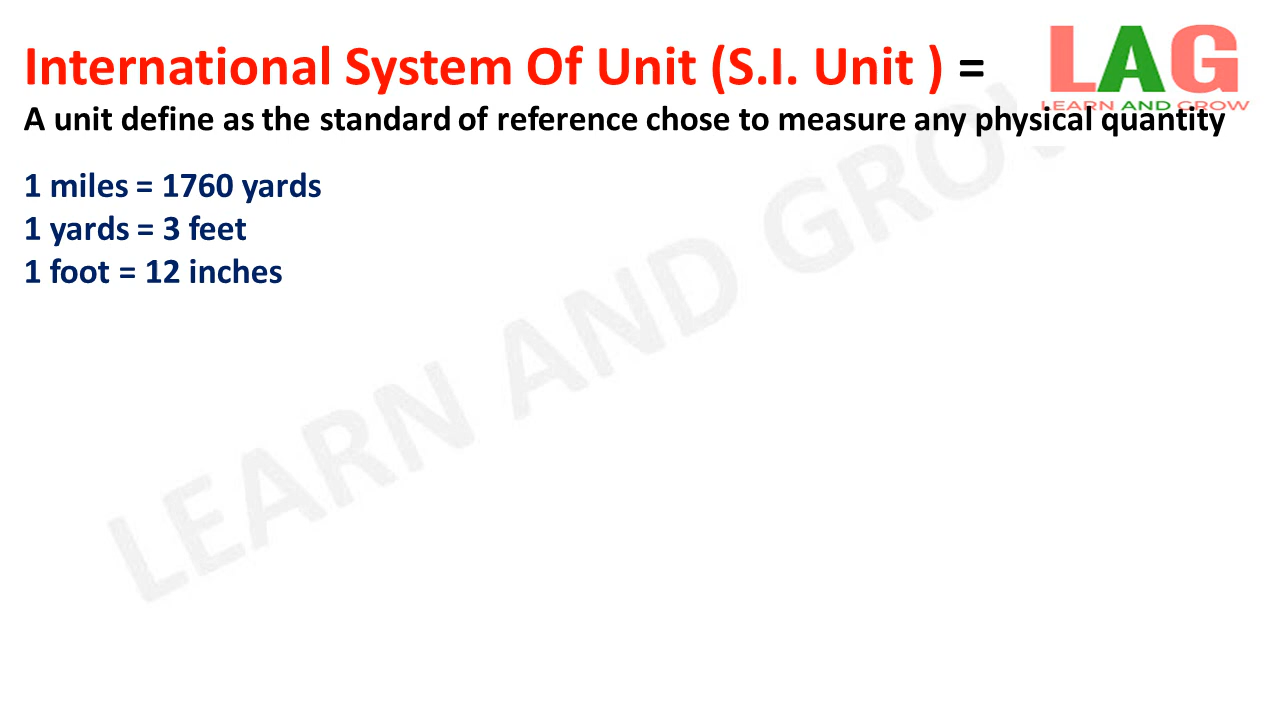 International System Of Unit (S.I. Unit ) =
LAG
LEARN AND GROW
A unit define as the standard of reference chose to measure any physical quantity
1 miles = 1760 yards
1 yards = 3 feet
1 foot = 12 inches
LEARN AND GROW